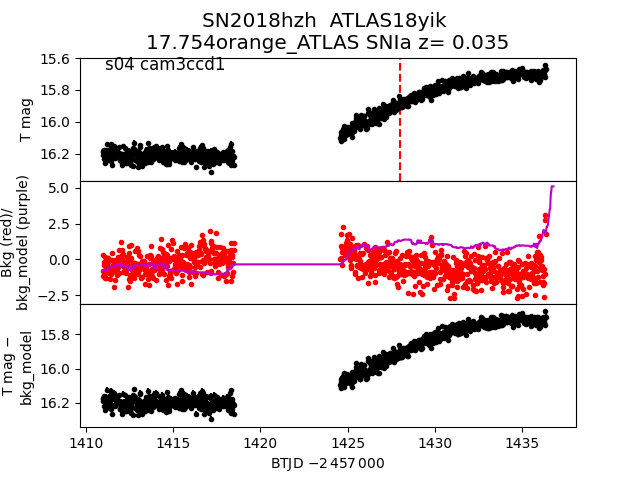 SN2018hzh  ATLAS18yik
17.754orange_ATLAS SNIa z= 0.035
s04 cam3ccd1
15.6
15.8
16.0
16.2
T mag
5.0
2.5
0.0
−2.5
Bkg (red)/
bkg_model (purple)
15.8
16.0
16.2
T mag −
bkg_model
1410 1415 1420 1425 1430 1435
BTJD −2 457 000